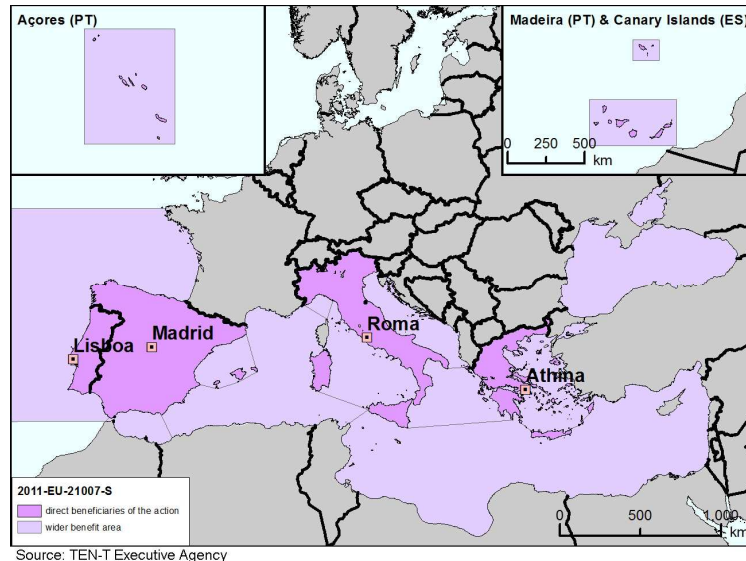 Açores (PT)
Madeira (PT) & Canary Islands (ES)
0 250 500
km
Lisboa
Madrid
Roma
Athina
2011-EU-21007-S
direct beneficiaries of the action
wider benefit area
0 500 1,000
km
Source: TEN-T Executive Agency